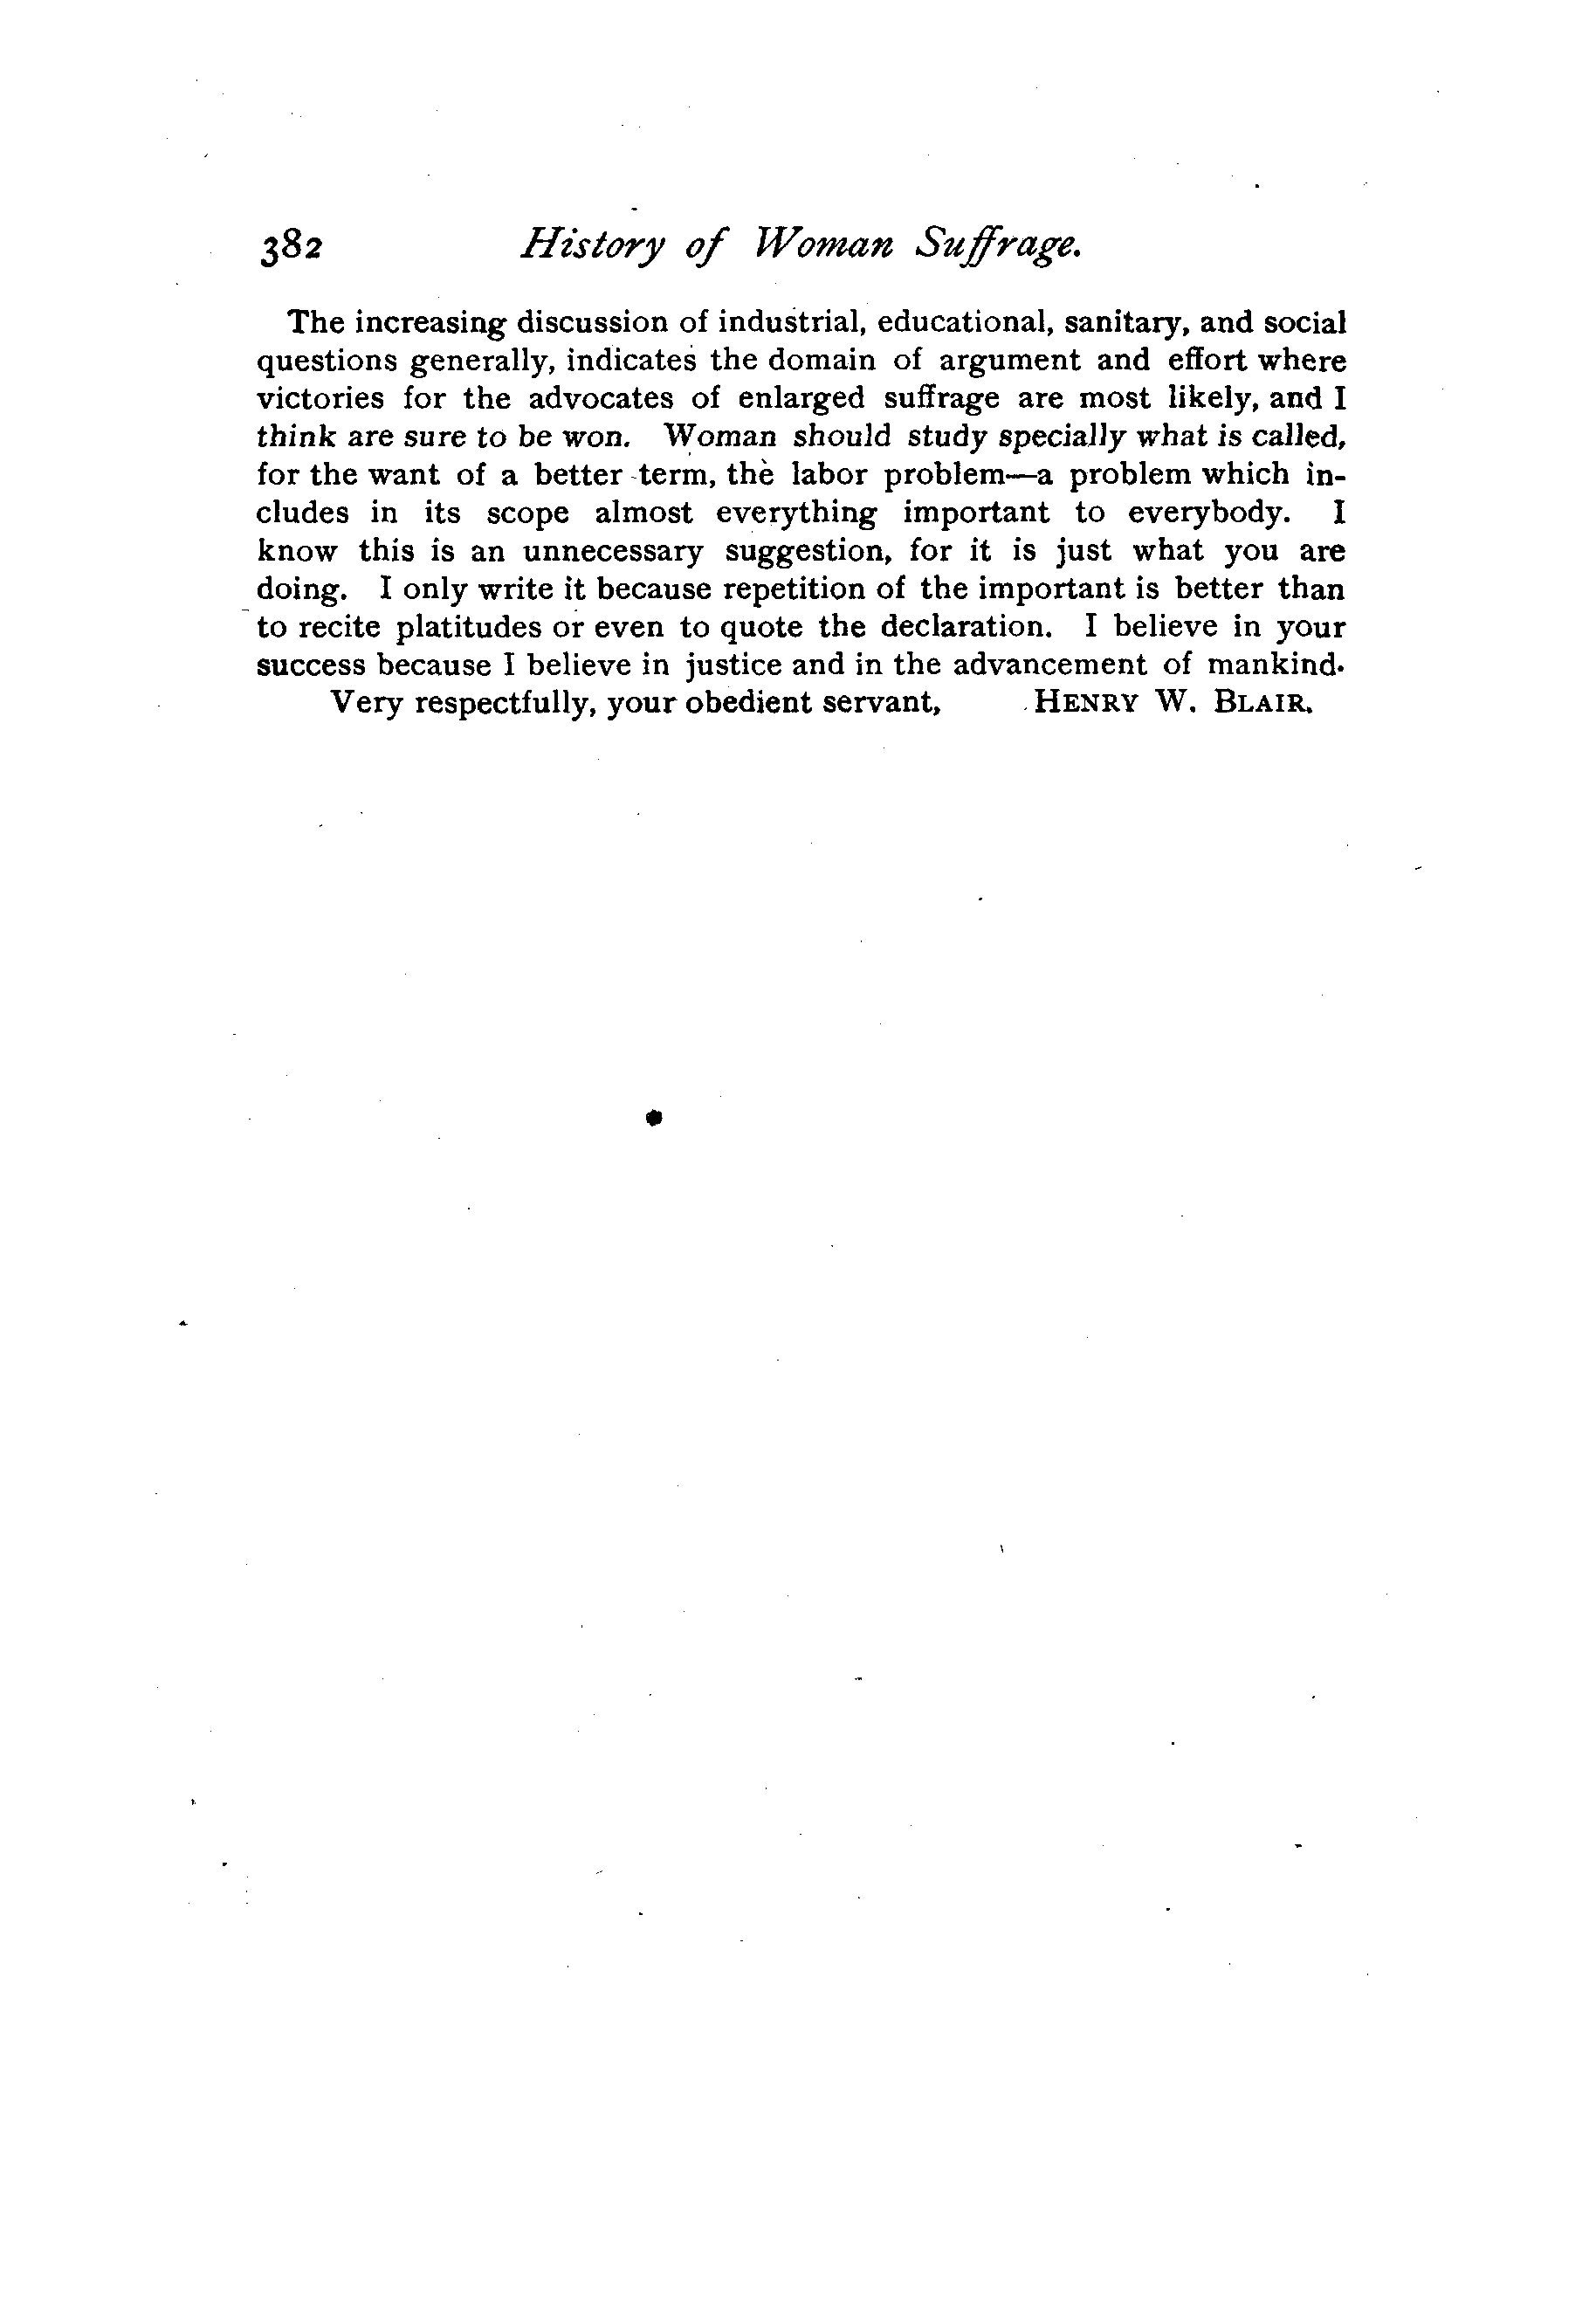 382 History of Woman Suffrage.
The increasing discussion of industrial, educational, sanitary, and social
questions generally, indicates the domain of argument and effort where
victories for the advocates of enlarged suffrage are most likely, and I
think are sure to be won. Woman should study specially what is called,
for the want of a better term, the labor problem—a problem which in-
cludes in its scope almost everything important to everybody. I
know this is an unnecessary suggestion, for it is just what you are
doing. I only write it because repetition of the important is better than
to recite platitudes or even to quote the declaration. I believe in your
success because I believe in justice and in the advancement of mankind.
Very respectfully, your obedient servant, HENRY W. BLAIR.